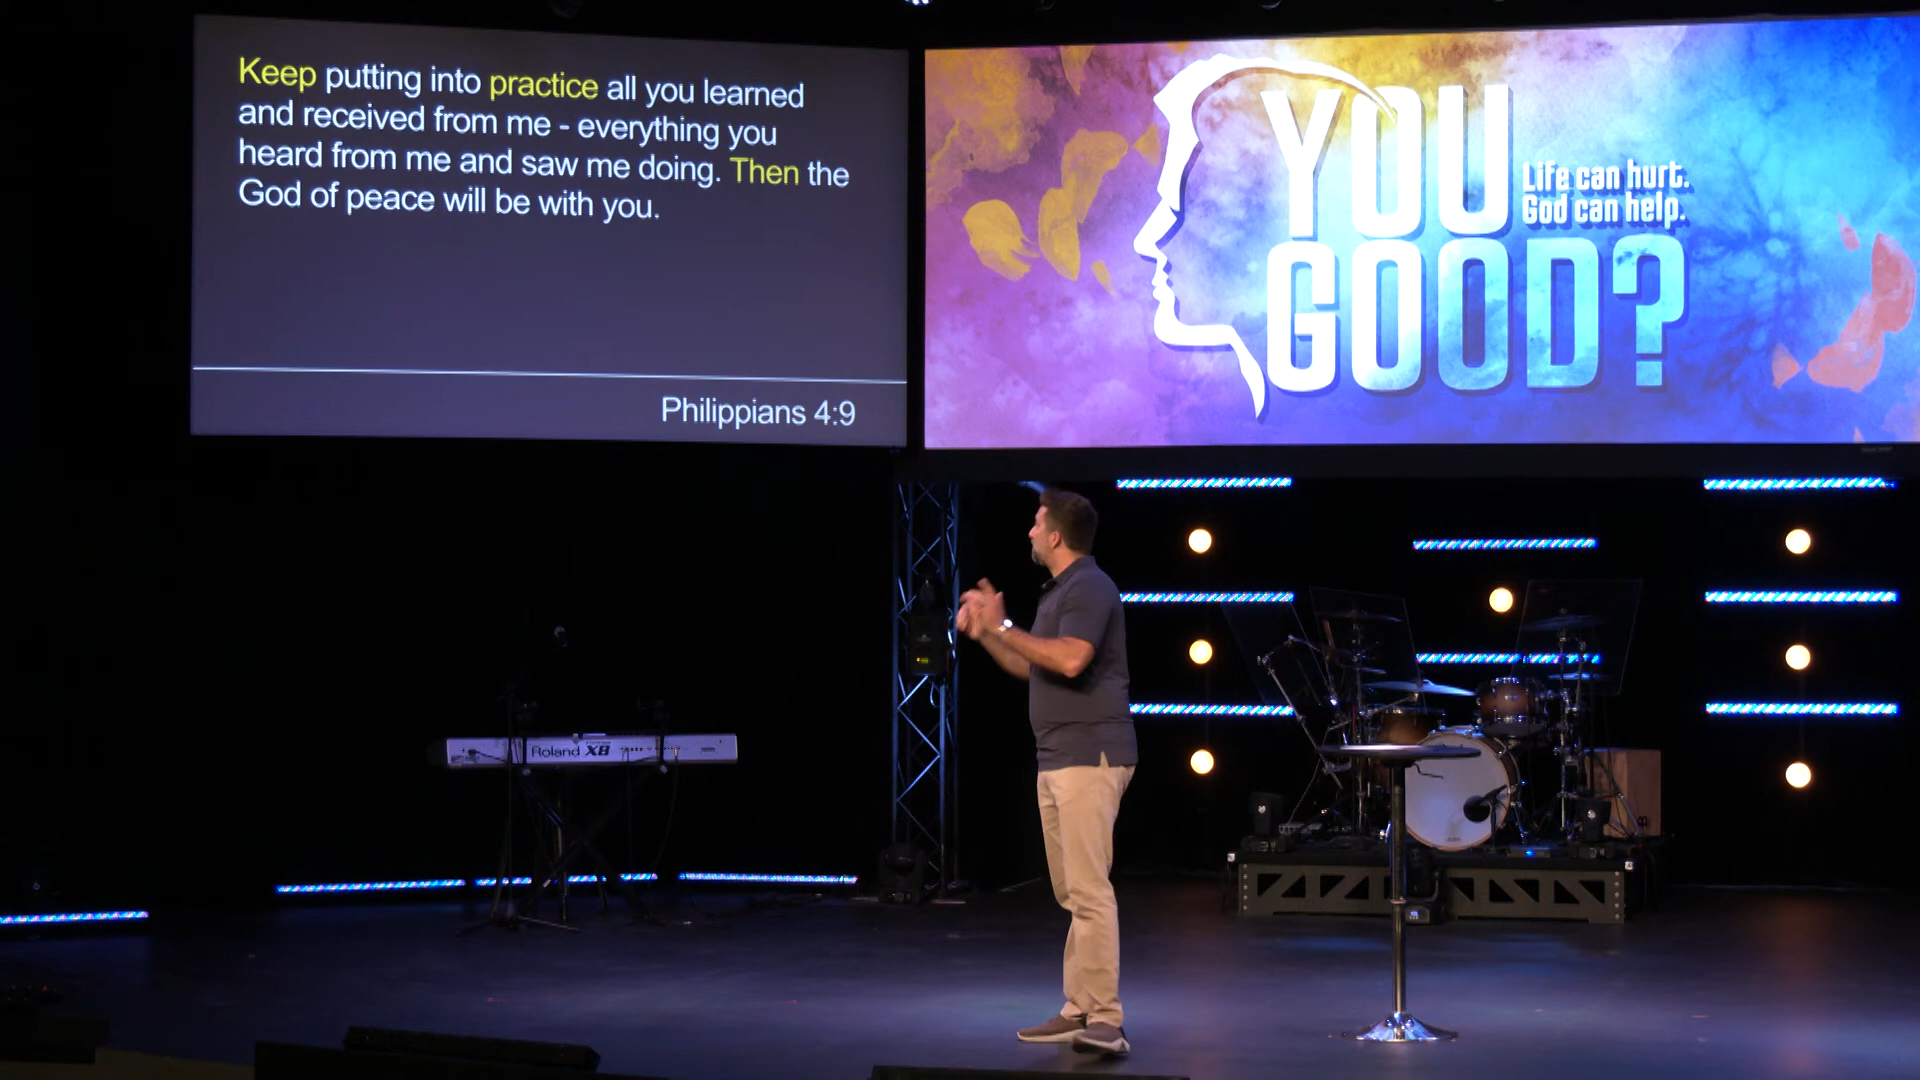 Keep putting into practice all you learned
and received from me - everything you
heard from me and saw me doing. Then the
God of peace will be with you.
Philippians 4:9
YOU
Life can hurt.
God can help.
GOOD?
Roland X8